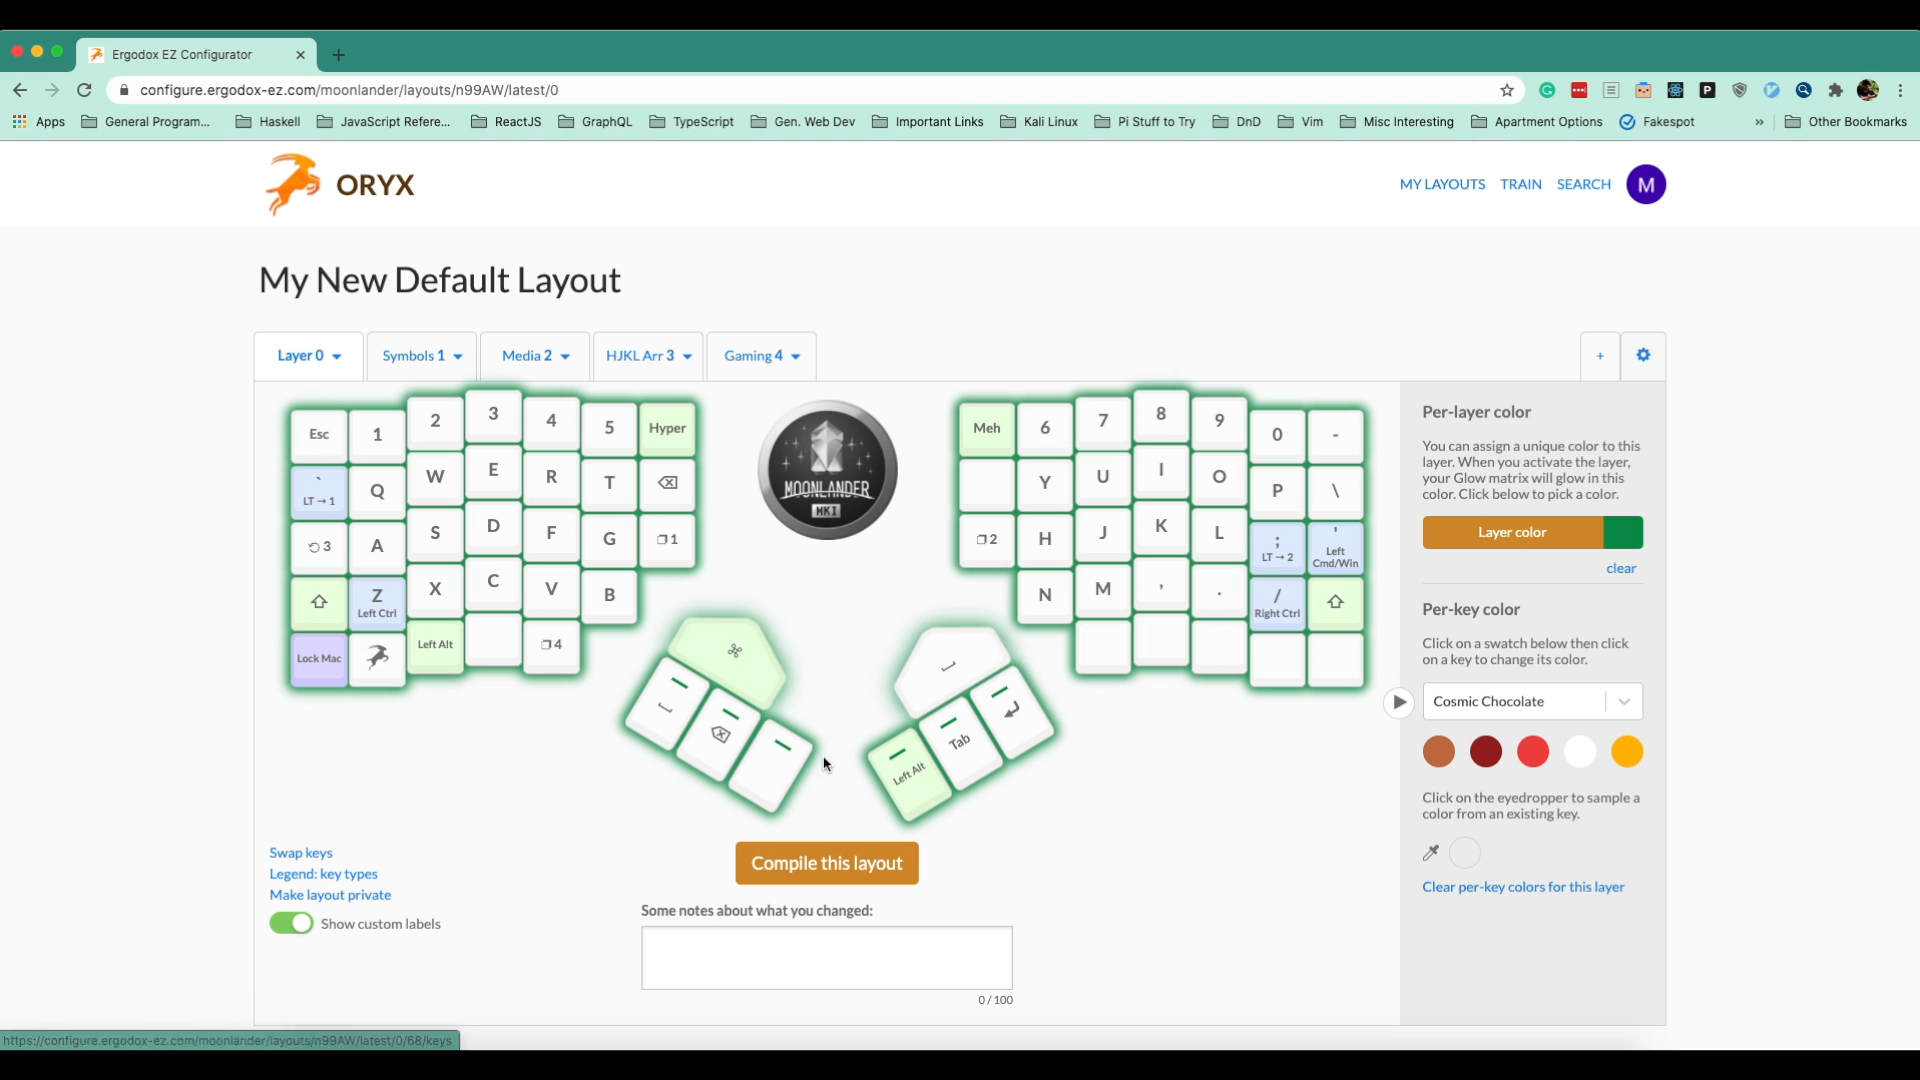 Ergodox EZ Configurator
configure.ergodox-ez.com/moonlander/layouts/n99AW/latest/0
Apps General Program... Haskell JavaScript Refere... ReactJS GraphQL TypeScript Gen. Web Dev Important Links Kali Linux Pi Stuff to Try DnD Vim Misc Interesting Apartment Options Fakespot » Other Bookmarks
ORYX
MY LAYOUTS TRAIN SEARCH M
My New Default Layout
Layer 0 Symbols 1 Media 2 HJKL Arr 3 Gaming 4 +
Esc 1 2 3 4 5 Hyper
` LT → 1 Q W E R T
3 A S D F G 1
Z Left Ctrl X C V B
Lock Mac Left Alt 4
⌘
MOONLANDER
MKI
Meh 6 7 8 9 0 -
Y U I O P \
2 H J K L ; LT → 2 ' Left Cmd/Win
N M , . / Right Ctrl
Left Alt Tab
Per-layer color
You can assign a unique color to this
layer. When you activate the layer,
your Glow matrix will glow in this
color. Click below to pick a color.
Layer color
clear
Per-key color
Click on a swatch below then click
on a key to change its color.
Cosmic Chocolate
Click on the eyedropper to sample a
color from an existing key.
Clear per-key colors for this layer
Swap keys
Legend: key types
Make layout private
Show custom labels
Compile this layout
Some notes about what you changed:
0 / 100
https://configure.ergodox-ez.com/moonlander/layouts/n99AW/latest/0/68/keys